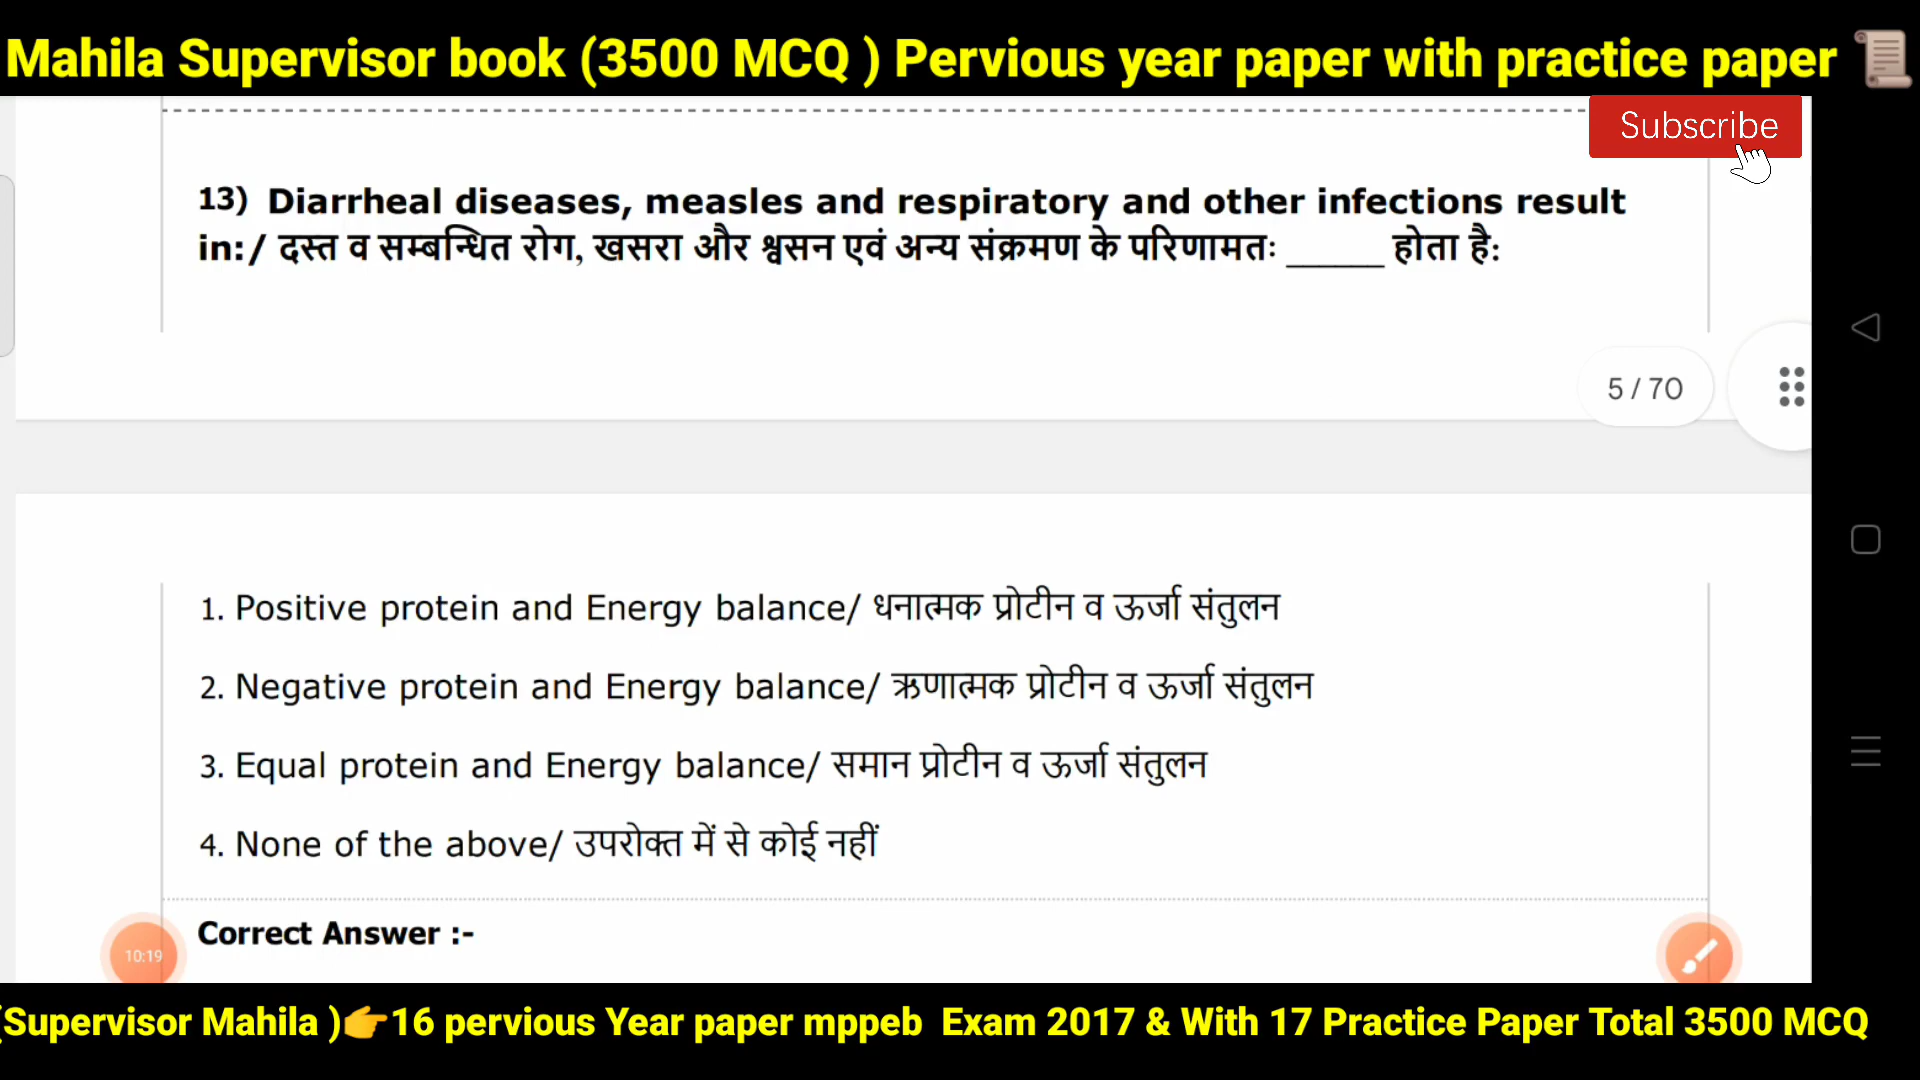 Mahila Supervisor book (3500 MCQ ) Pervious year paper with practice paper
Subscribe
13) Diarrheal diseases, measles and respiratory and other infections result
in:/ दस्त व सम्बन्धित रोग, खसरा और श्वसन एवं अन्य संक्रमण के परिणामतः ______ होता है:
5 / 70
1. Positive protein and Energy balance/ धनात्मक प्रोटीन व ऊर्जा संतुलन
2. Negative protein and Energy balance/ ऋणात्मक प्रोटीन व ऊर्जा संतुलन
3. Equal protein and Energy balance/ समान प्रोटीन व ऊर्जा संतुलन
4. None of the above/ उपरोक्त में से कोई नहीं
Correct Answer :-
10:19
(Supervisor Mahila )👉16 pervious Year paper mppeb Exam 2017 & With 17 Practice Paper Total 3500 MCQ